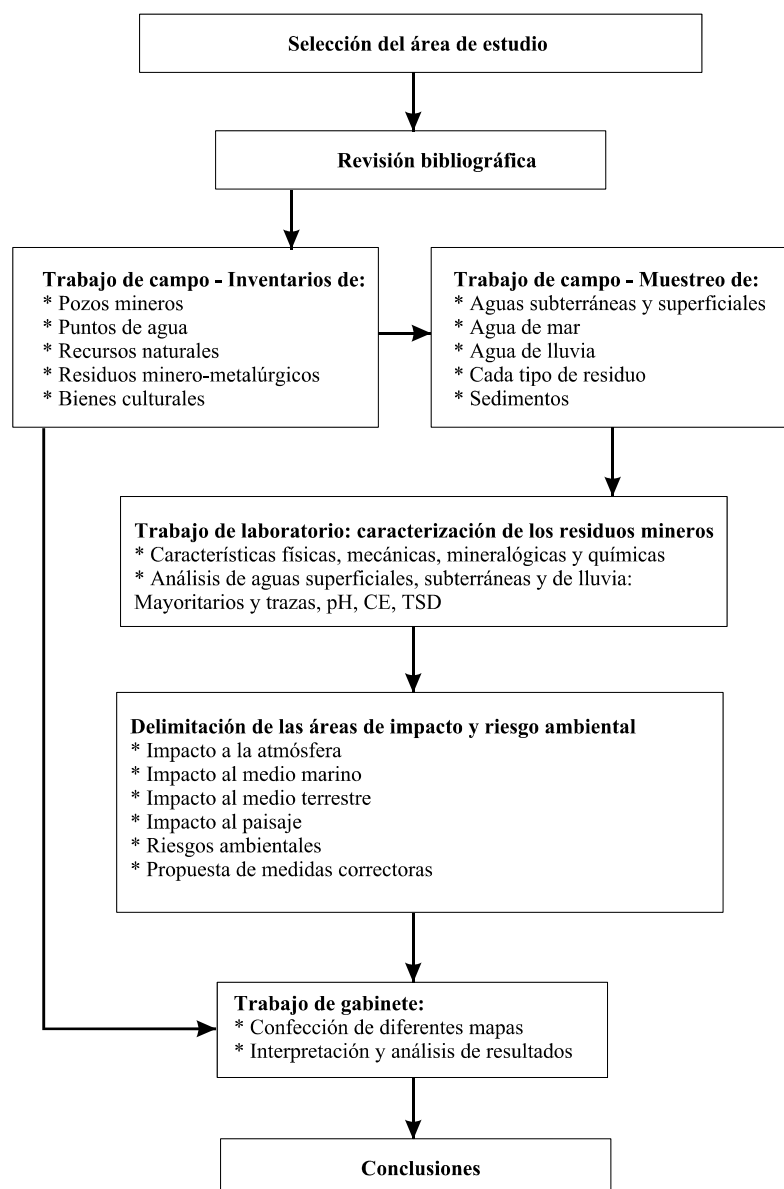 Selección del área de estudio
Revisión bibliográfica
Trabajo de campo - Inventarios de:
* Pozos mineros
* Puntos de agua
* Recursos naturales
* Residuos minero-metalúrgicos
* Bienes culturales
Trabajo de campo - Muestreo de:
* Aguas subterráneas y superficiales
* Agua de mar
* Agua de lluvia
* Cada tipo de residuo
* Sedimentos
Trabajo de laboratorio: caracterización de los residuos mineros
* Características físicas, mecánicas, mineralógicas y químicas
* Análisis de aguas superficiales, subterráneas y de lluvia:
Mayoritarios y trazas, pH, CE, TSD
Delimitación de las áreas de impacto y riesgo ambiental
* Impacto a la atmósfera
* Impacto al medio marino
* Impacto al medio terrestre
* Impacto al paisaje
* Riesgos ambientales
* Propuesta de medidas correctoras
Trabajo de gabinete:
* Confección de diferentes mapas
* Interpretación y análisis de resultados
Conclusiones